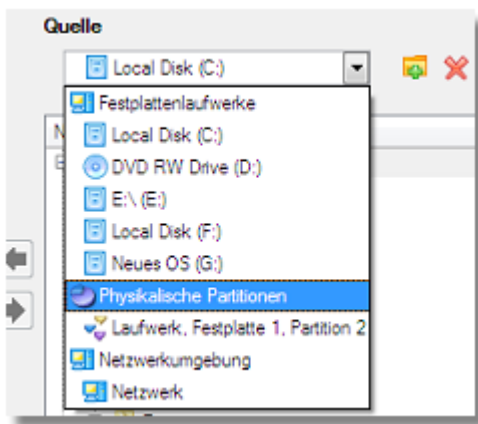 Quelle
Local Disk (C:)
Festplattenlaufwerke
Local Disk (C:)
DVD RW Drive (D:)
E:\ (E:)
Local Disk (F:)
Neues OS (G:)
Physikalische Partitionen
Laufwerk, Festplatte 1, Partition 2
Netzwerkumgebung
Netzwerk